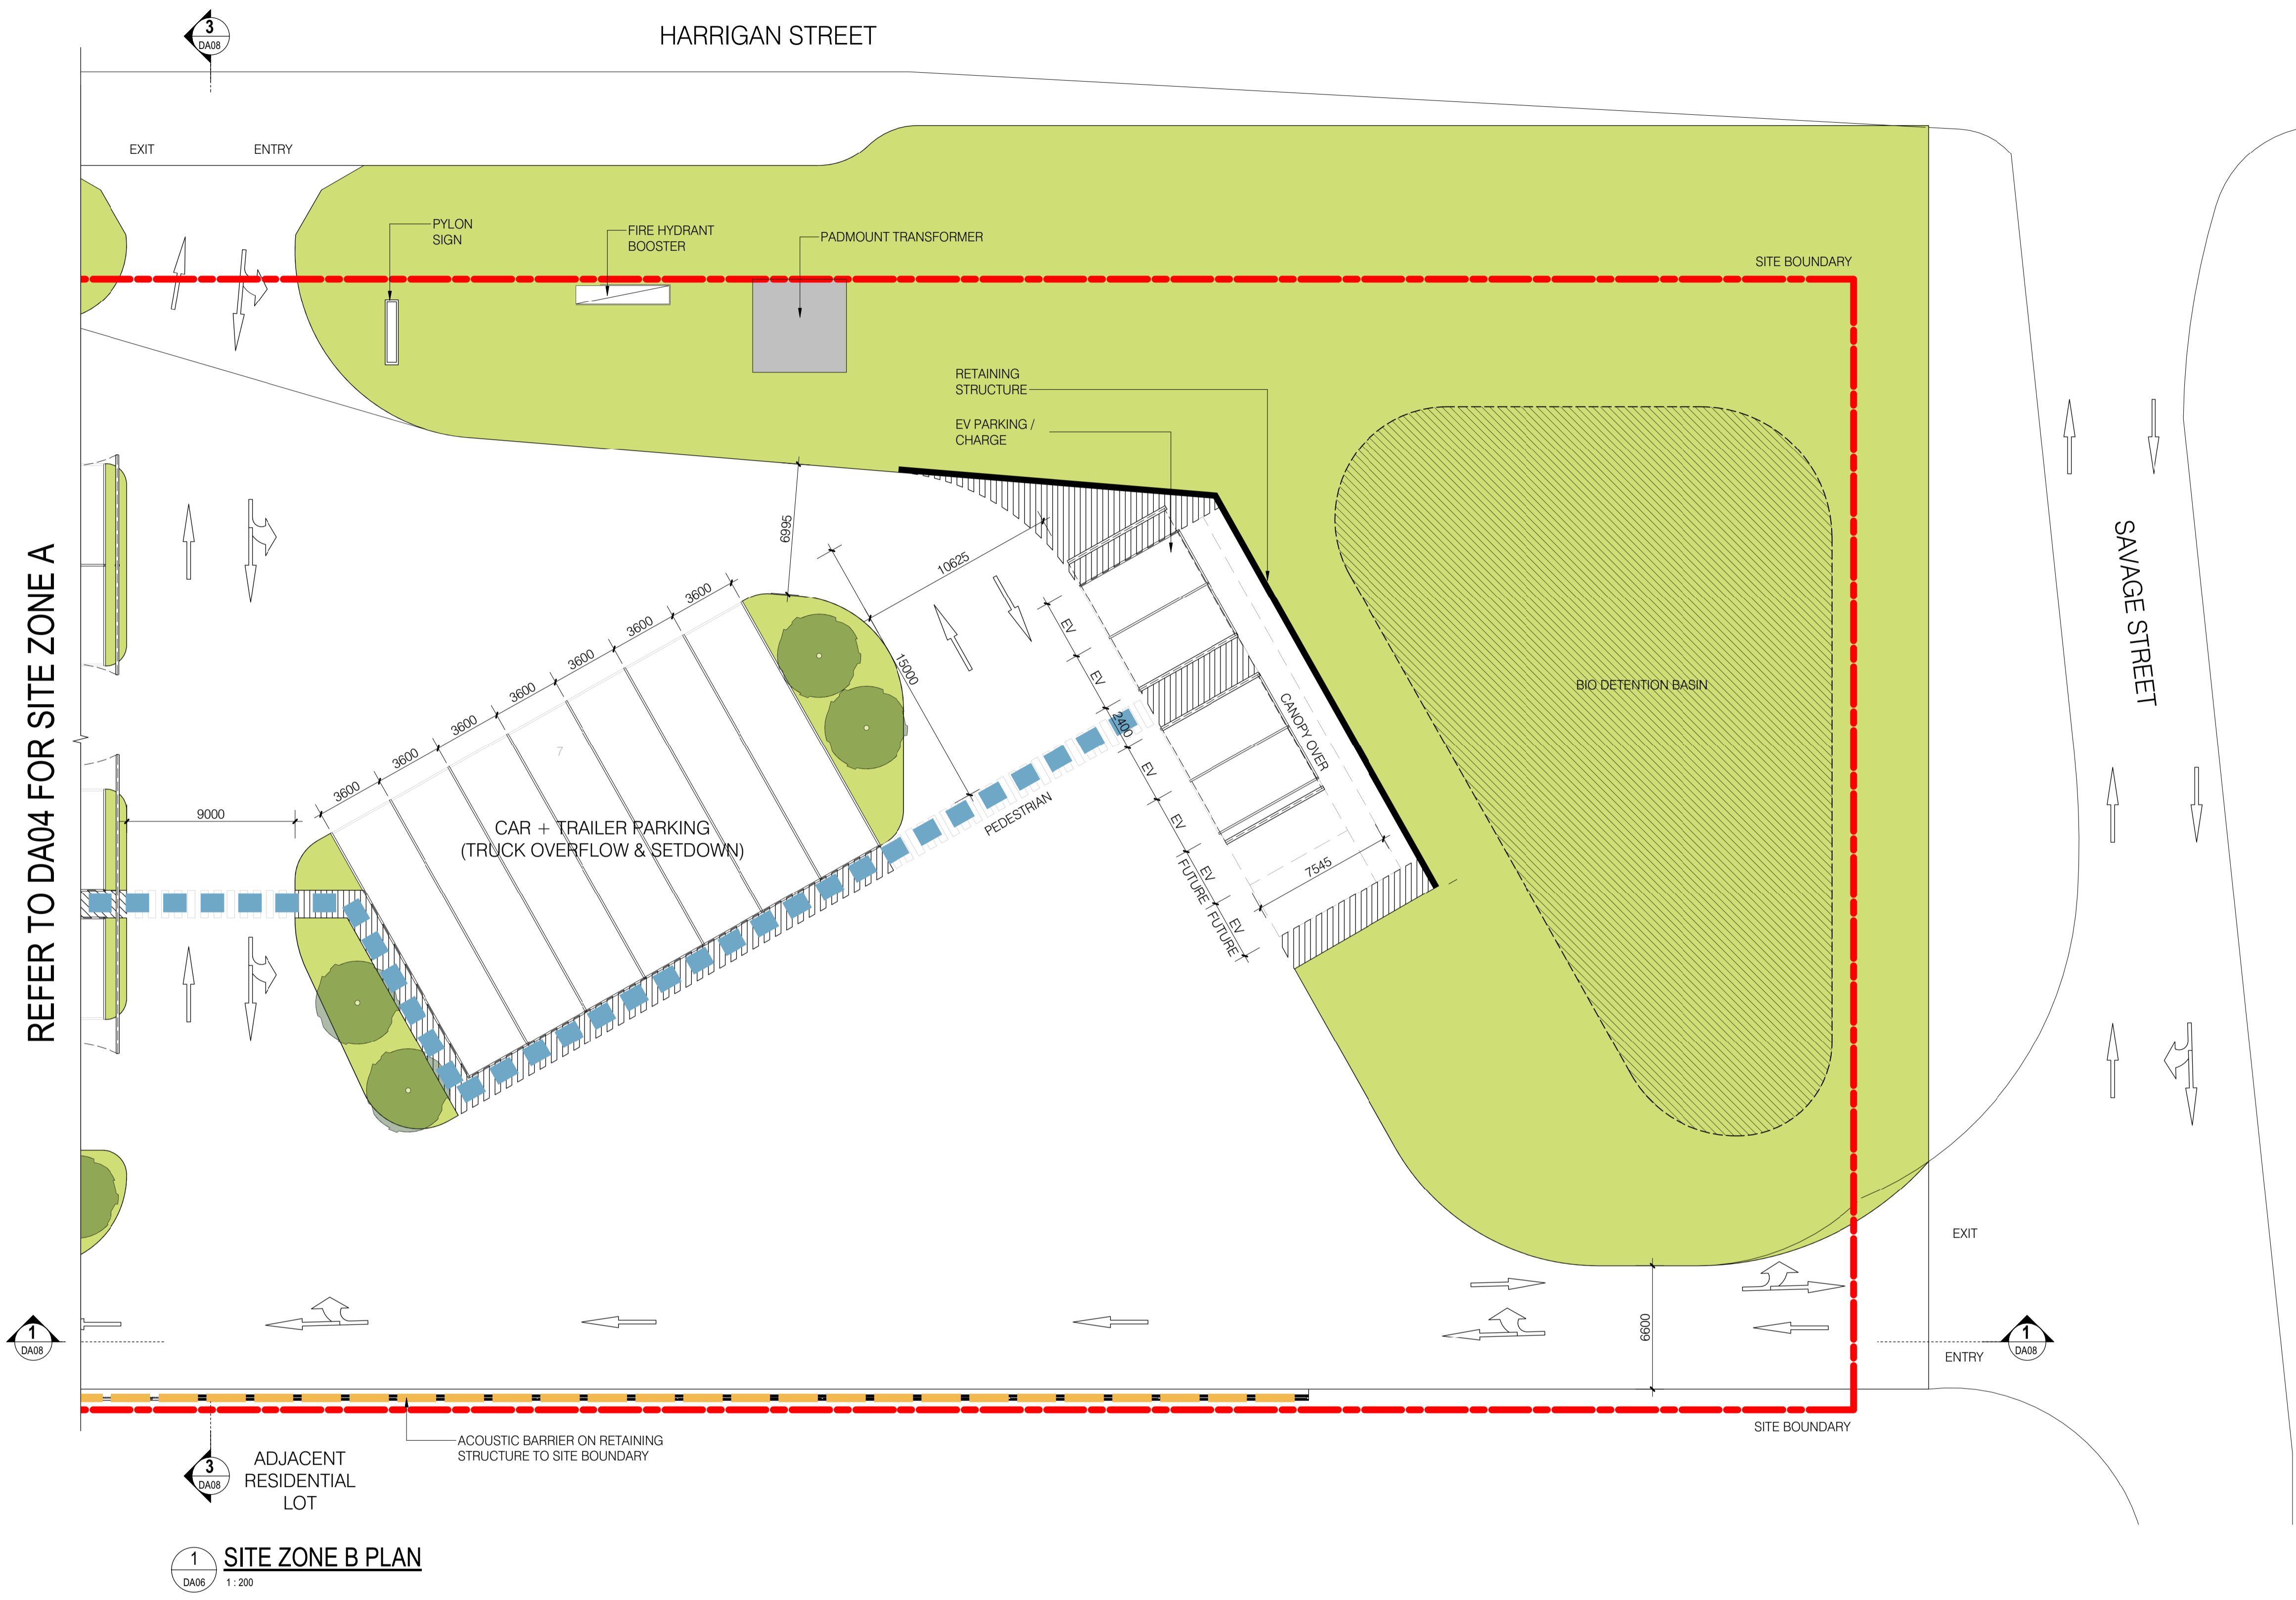 3
DA08
HARRIGAN STREET
EXIT
ENTRY
PYLON
SIGN
FIRE HYDRANT
BOOSTER
PADMOUNT TRANSFORMER
SITE BOUNDARY
RETAINING
STRUCTURE
EV PARKING /
CHARGE
6995
10625
3600
3600
3600
3600
3600
3600
3600
15000
7
EV
EV
2400
EV
EV
EV
FUTURE
EV
FUTURE
CANOPY OVER
7545
BIO DETENTION BASIN
SAVAGE STREET
REFER TO DA04 FOR SITE ZONE A
9000
CAR + TRAILER PARKING
(TRUCK OVERFLOW & SETDOWN)
PEDESTRIAN
EXIT
6600
1
DA08
1
DA08
ENTRY
SITE BOUNDARY
ACOUSTIC BARRIER ON RETAINING
STRUCTURE TO SITE BOUNDARY
3
DA08
ADJACENT
RESIDENTIAL
LOT
1
DA06
SITE ZONE B PLAN
1 : 200